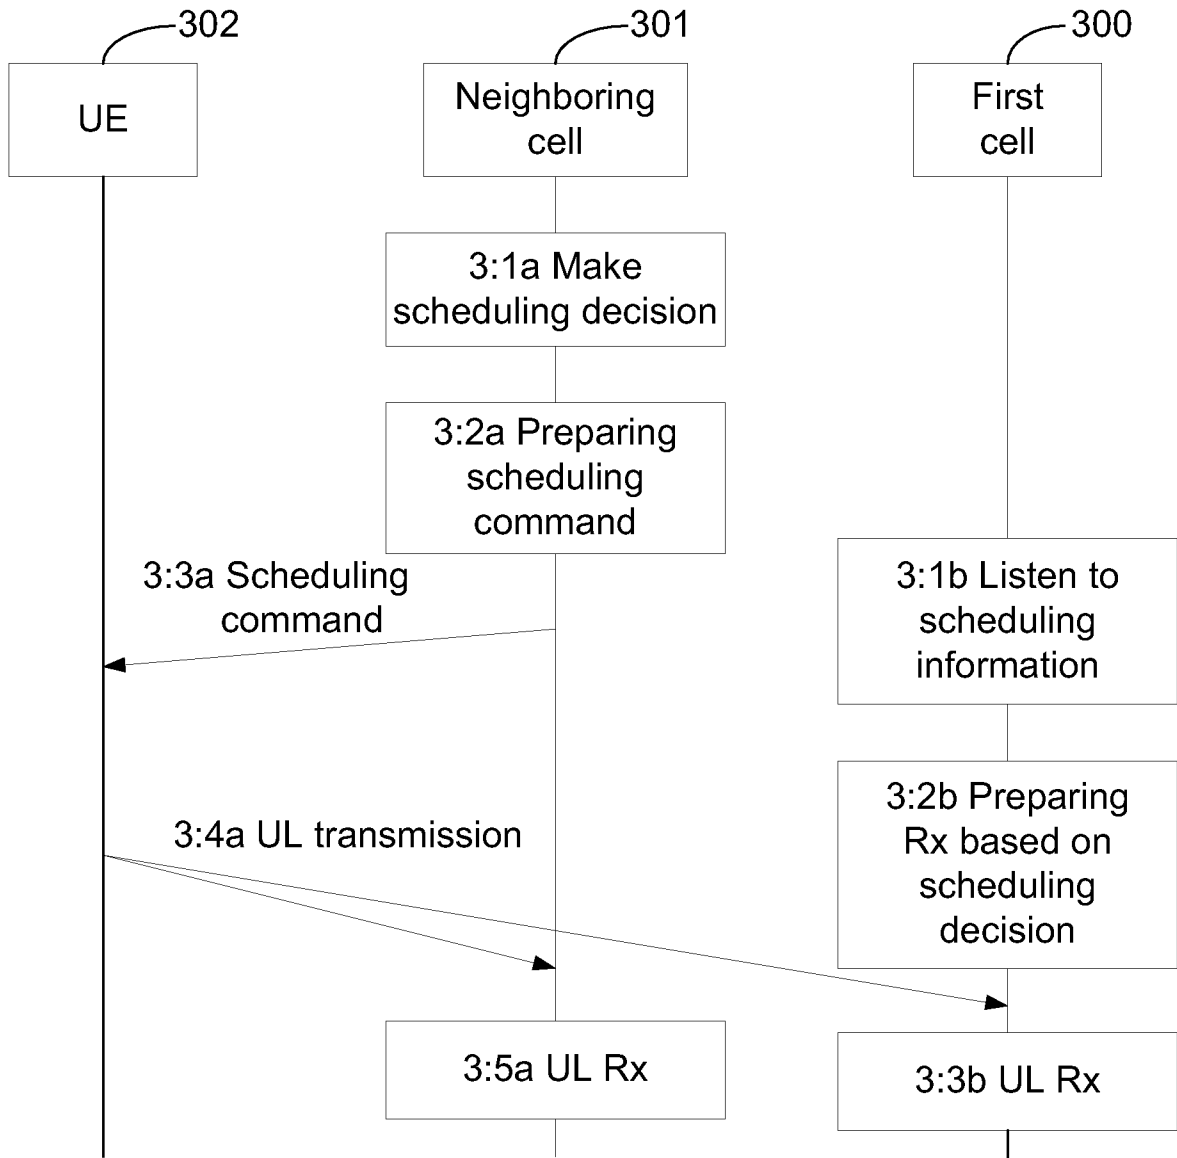 302
301
300
UE
Neighboring
cell
First
cell
3:1a Make
scheduling decision
3:2a Preparing
scheduling
command
3:3a Scheduling
command
3:1b Listen to
scheduling
information
3:4a UL transmission
3:2b Preparing
Rx based on
scheduling
decision
3:5a UL Rx
3:3b UL Rx